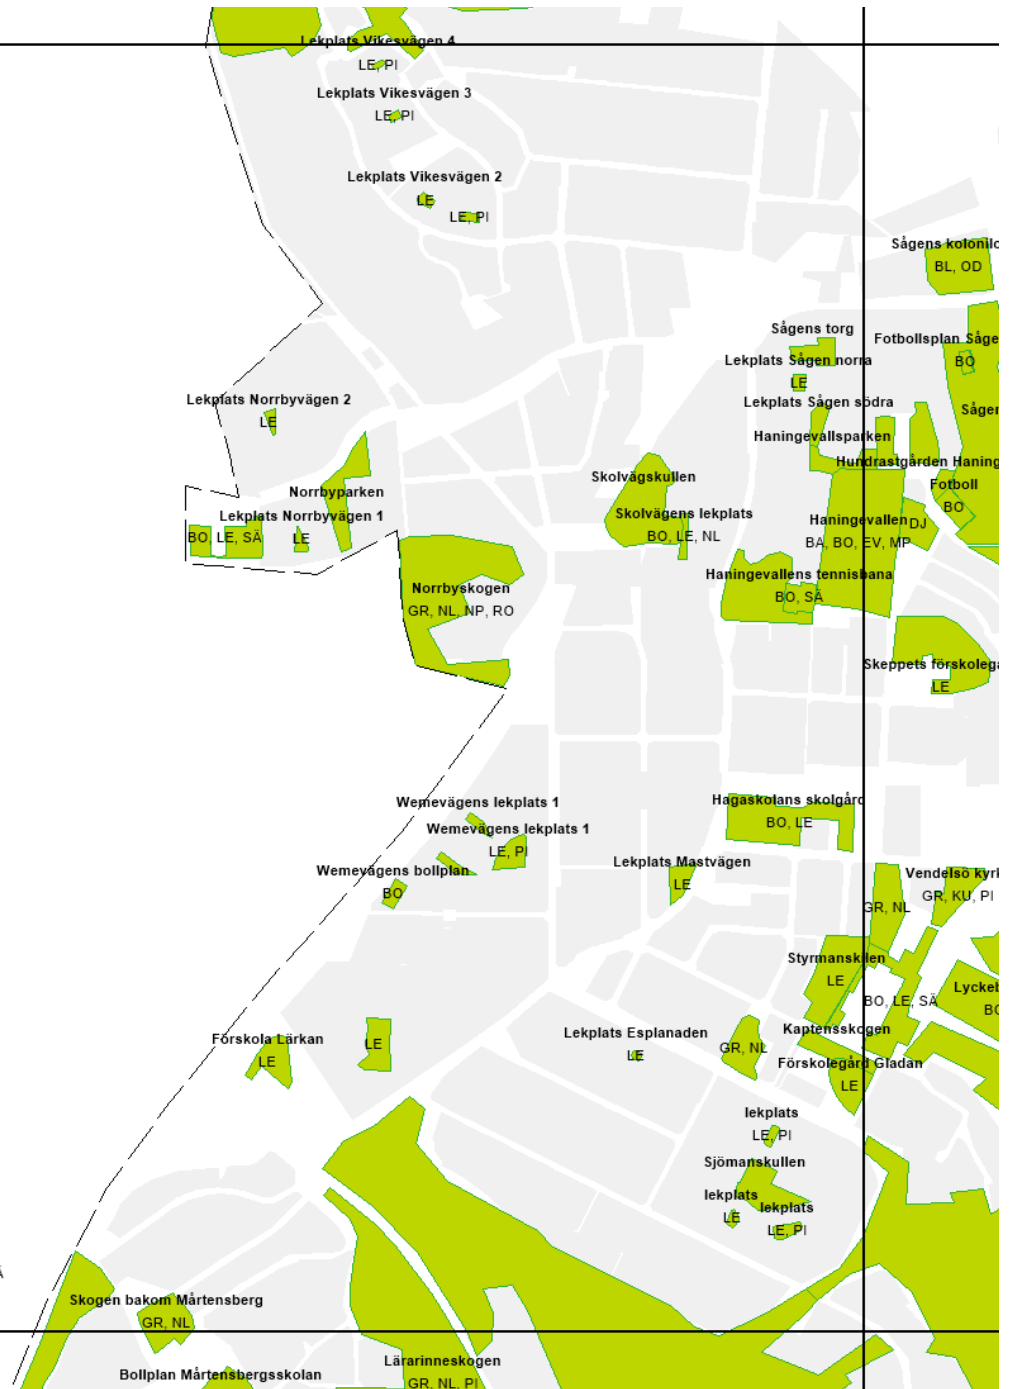 Lekplats Vikesvägen 4
LE, PI
Lekplats Vikesvägen 3
LE, PI
Lekplats Vikesvägen 2
LE
LE, PI
Sågens kolonilo
BL, OD
Sågens torg
Fotbollsplan Såge
BO
Lekplats Sågen norra
LE
Lekplats Norrbyvägen 2
LE
Lekplats Sågen södra
Sågen
Haningevallsparken
Hundrastgården Haning
Skolvägskullen
Fotboll
BO
Norrbyparken
Lekplats Norrbyvägen 1
BO, LE, SÄ
LE
Skolvägens lekplats
BO, LE, NL
Haningevallen
BA, BO, EV, MP
DJ
Haningevallens tennisbana
BO, SÄ
Norrbyskogen
GR, NL, NP, RO
Skeppets förskolegå
LE
Wernevägens lekplats 1
Wernevägens lekplats 1
LE, PI
Hagaskolans skolgård
BO, LE
Wernevägens bollplan
BO
Lekplats Mastvägen
LE
Vendelsö kyrk
GR, KU, PI
GR, NL
Styrmanskilen
LE
BO, LE, SÄ
Lyckeb
BO
Förskola Lärkan
LE
LE
Lekplats Esplanaden
LE
GR, NL
Kaptensskogen
Förskolegård Gladan
LE
lekplats
LE, PI
Sjömanskullen
lekplats
LE
lekplats
LE, PI
Skogen bakom Mårtensberg
GR, NL
Bollplan Mårtensbergsskolan
Lärarinneskogen
GR, NL, PI